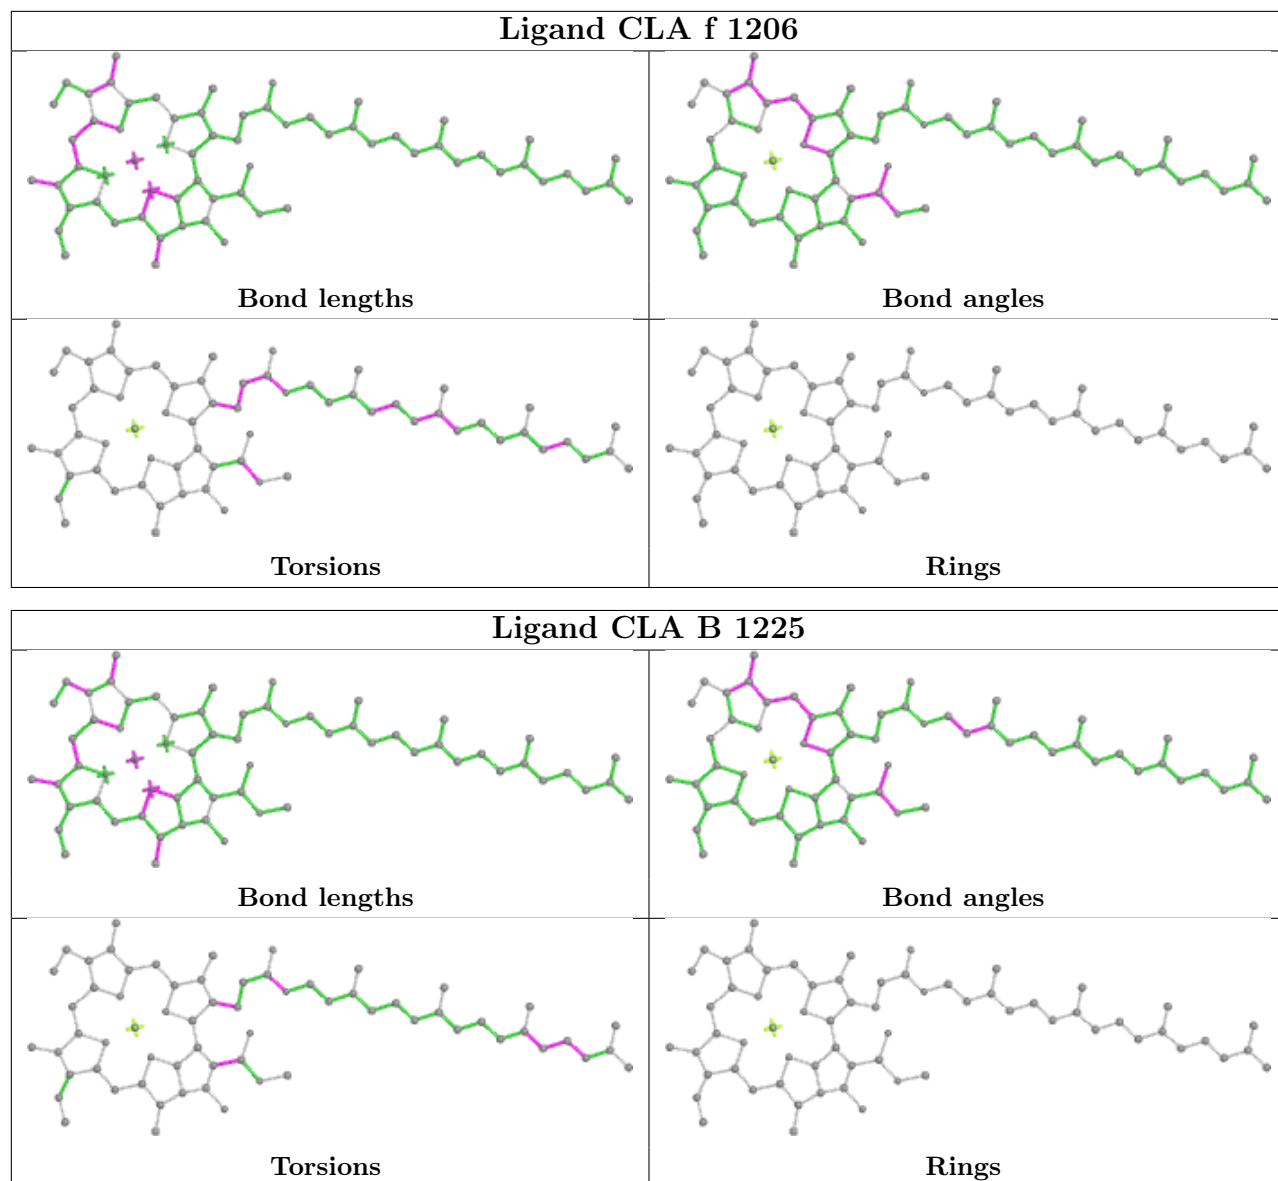 Ligand CLA f 1206
Bond lengths
Bond angles
Torsions
Rings
Ligand CLA B 1225
Bond lengths
Bond angles
Torsions
Rings